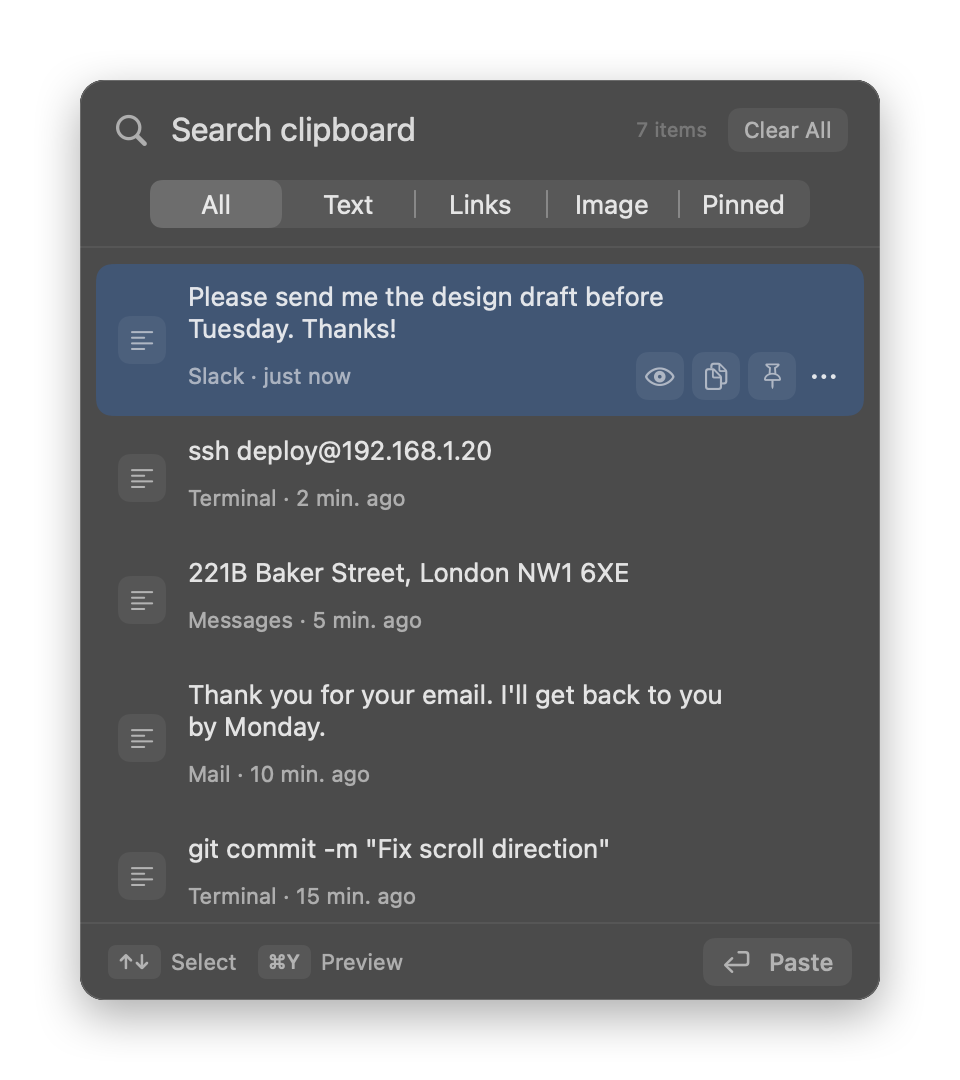 Search clipboard
7 items
Clear All
All
Text
Links
Image
Pinned
Please send me the design draft before
Tuesday. Thanks!
Slack · just now
ssh deploy@192.168.1.20
Terminal · 2 min. ago
221B Baker Street, London NW1 6XE
Messages · 5 min. ago
Thank you for your email. I'll get back to you
by Monday.
Mail · 10 min. ago
git commit -m "Fix scroll direction"
Terminal · 15 min. ago
↑↓ Select
⌘Y Preview
Paste